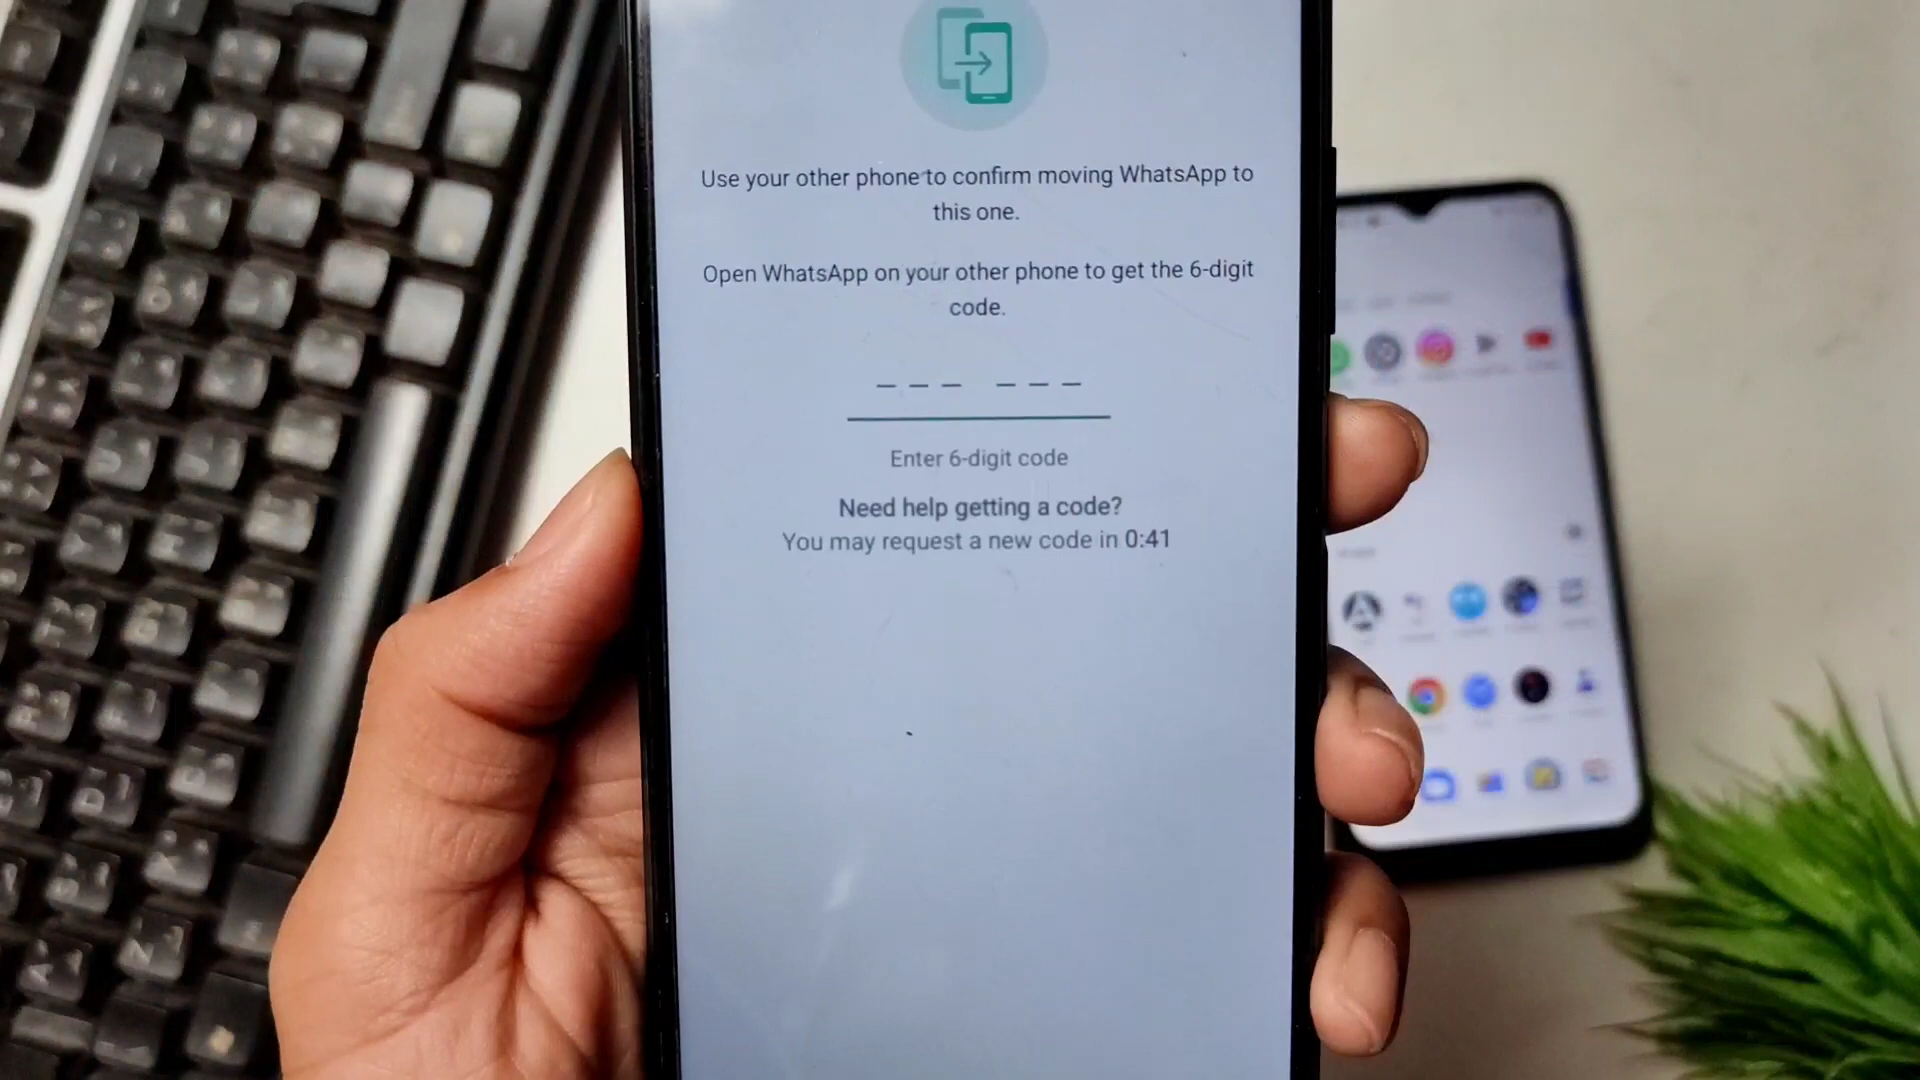 Use your other phone to confirm moving WhatsApp to
this one.
Open WhatsApp on your other phone to get the 6-digit
code.
Enter 6-digit code
Need help getting a code?
You may request a new code in 0:41